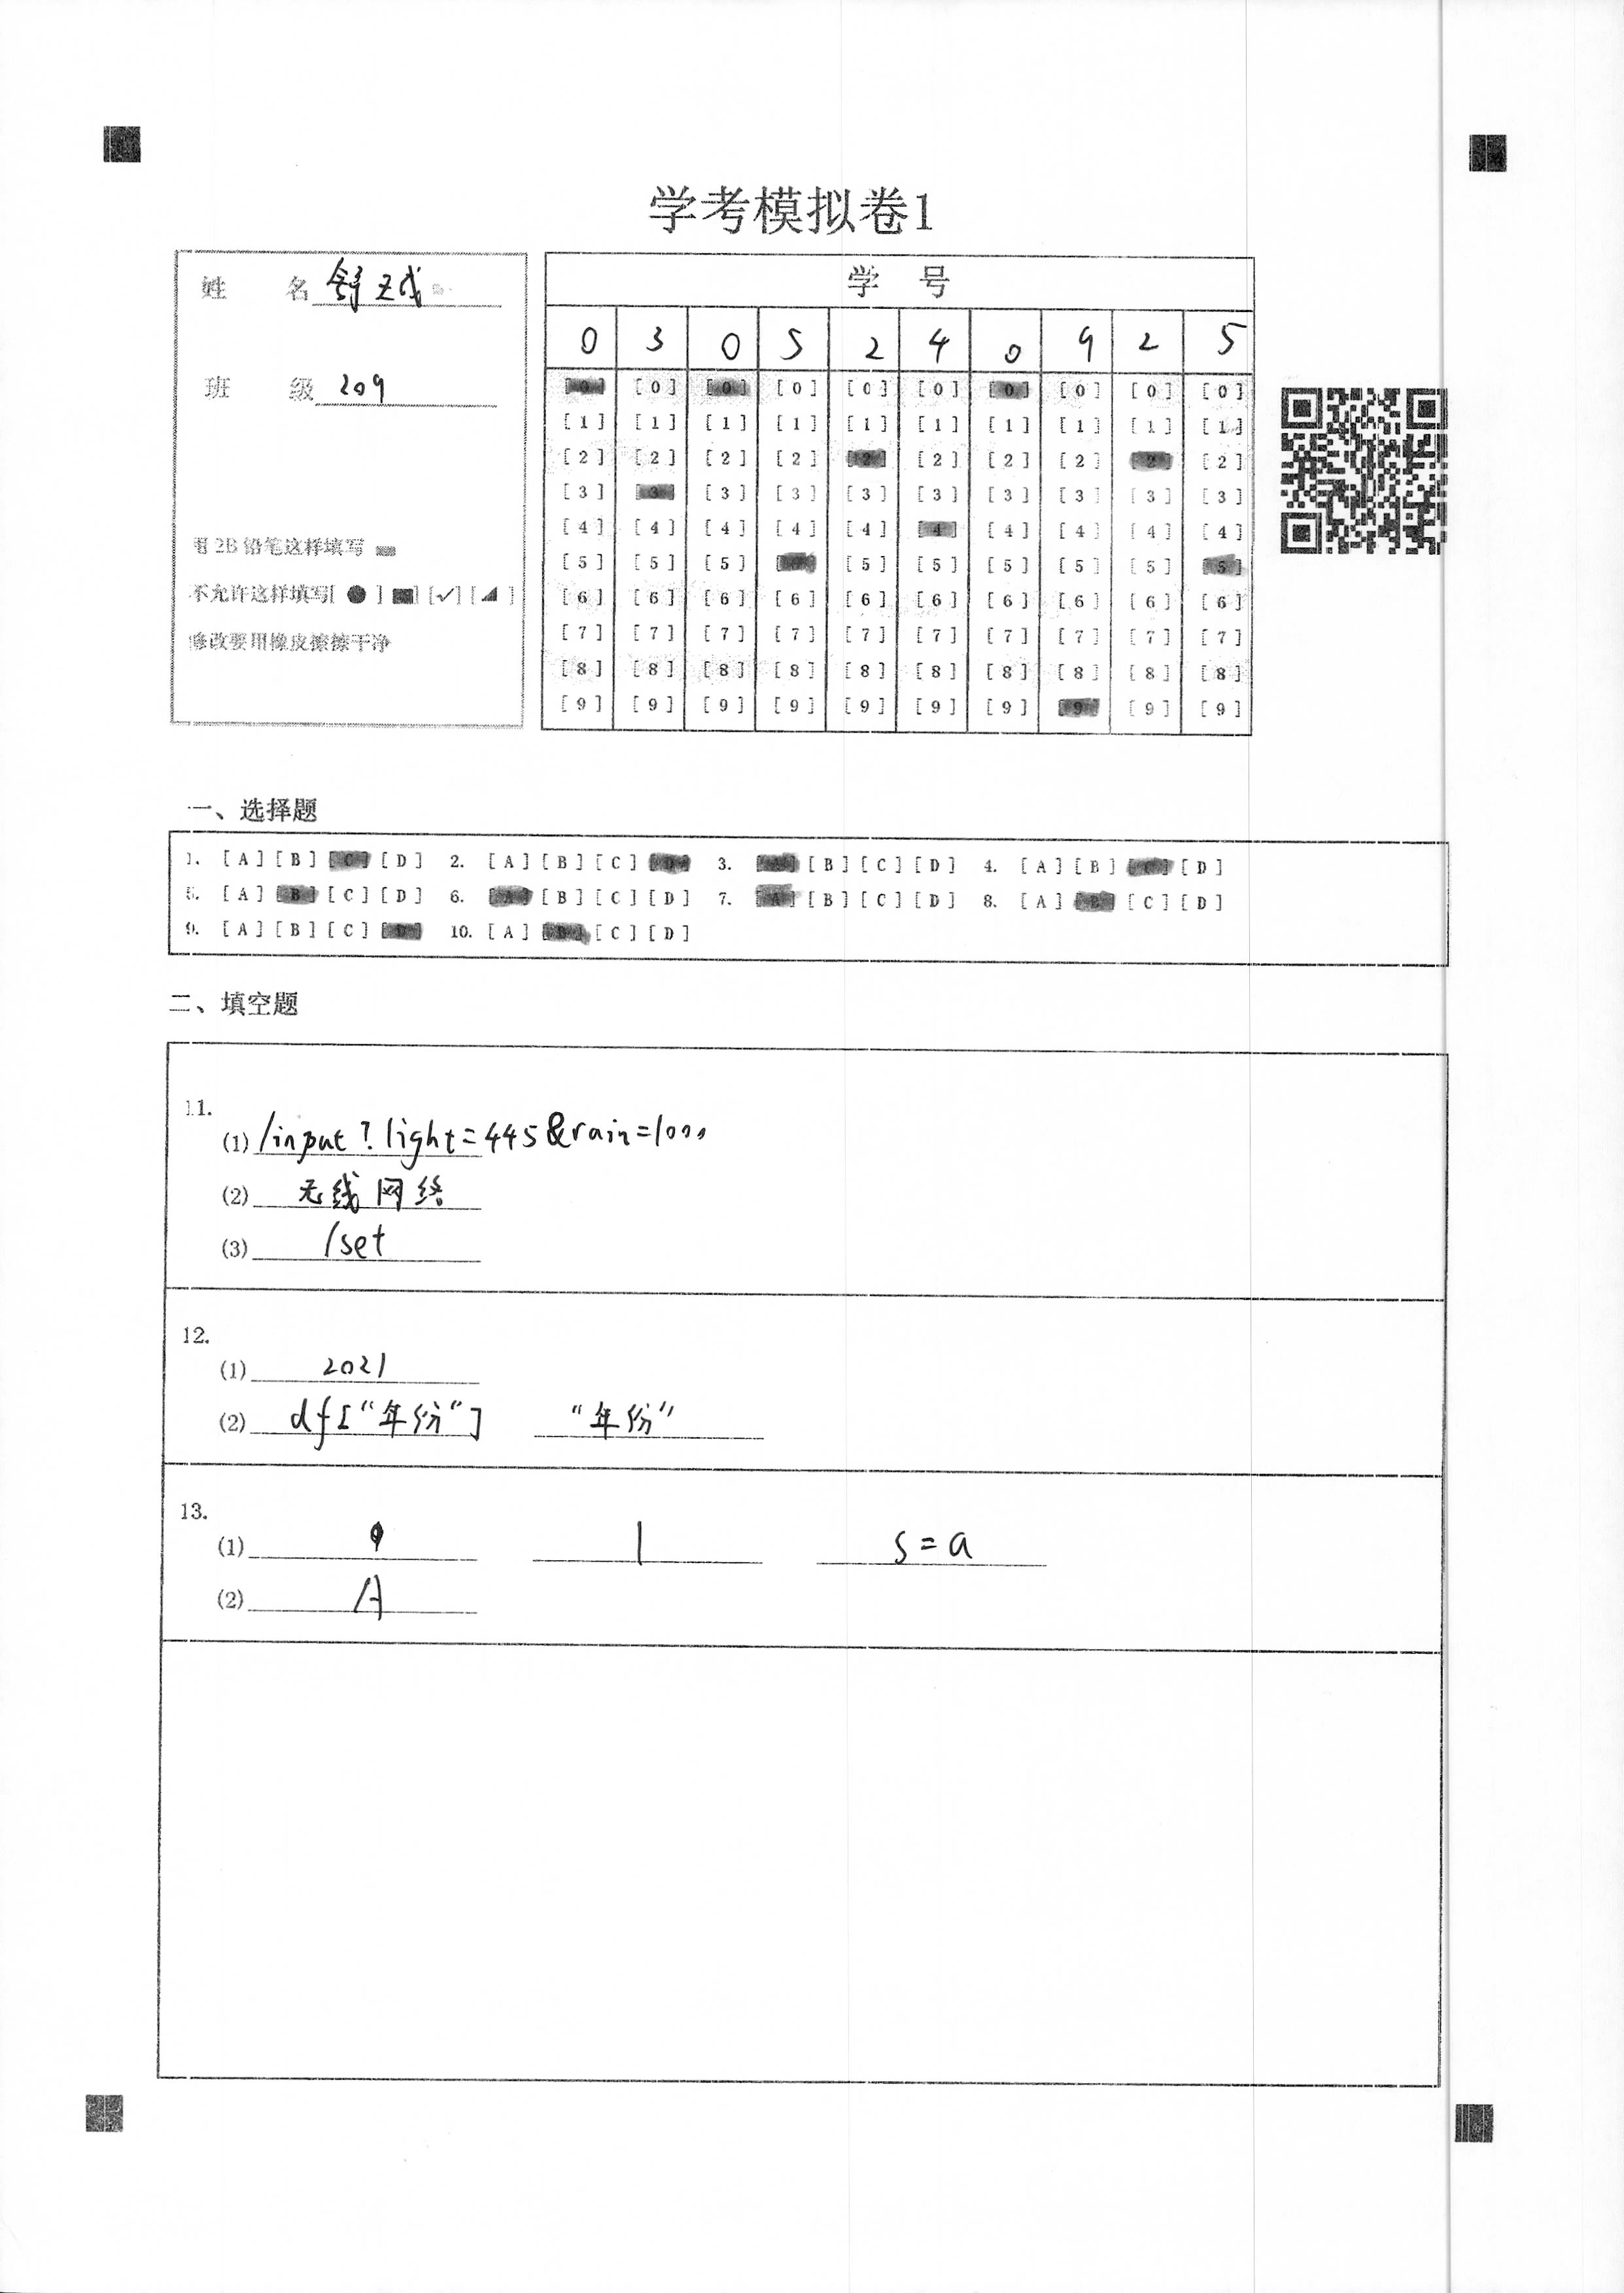 学考模拟卷1
姓 名 舒
班 级 209
用 2B 铅笔这样填写
不允许这样填写[ ● ] [■] [✓] [◢ ]
修改要用橡皮擦擦干净
学 号
0 3 0 5 2 4 0 9 2 5
[0] [0] [0] [0] [0] [0] [0] [0] [0] [0]
[1] [1] [1] [1] [1] [1] [1] [1] [1] [1]
[2] [2] [2] [2] [2] [2] [2] [2] [2] [2]
[3] [3] [3] [3] [3] [3] [3] [3] [3] [3]
[4] [4] [4] [4] [4] [4] [4] [4] [4] [4]
[5] [5] [5] [5] [5] [5] [5] [5] [5] [5]
[6] [6] [6] [6] [6] [6] [6] [6] [6] [6]
[7] [7] [7] [7] [7] [7] [7] [7] [7] [7]
[8] [8] [8] [8] [8] [8] [8] [8] [8] [8]
[9] [9] [9] [9] [9] [9] [9] [9] [9] [9]
一、选择题
1. [A] [B] [C] [D] 2. [A] [B] [C] [D] 3. [A] [B] [C] [D] 4. [A] [B] [C] [D]
5. [A] [B] [C] [D] 6. [A] [B] [C] [D] 7. [A] [B] [C] [D] 8. [A] [B] [C] [D]
9. [A] [B] [C] [D] 10. [A] [B] [C] [D]
二、填空题
11.
(1) /input?light=445&rain=1000
(2) 无线网络
(3) /set
12.
(1) 2021
(2) df["年份"] "年份"
13.
(1) 1 s=a
(2) A